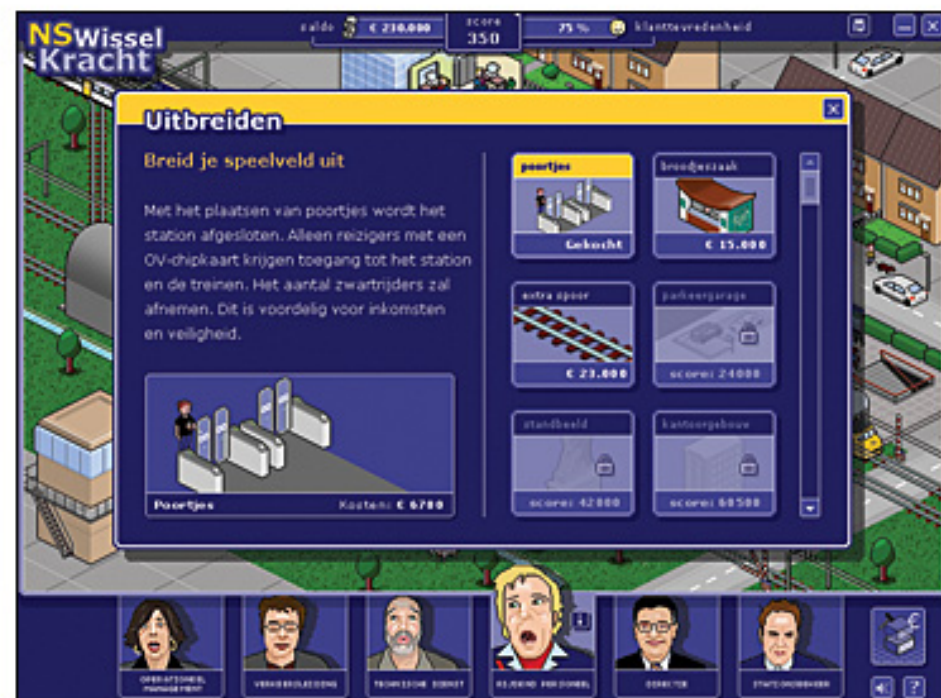 NS Wissel
Kracht
saldo € 230.000
score
350
75 % klanttevredenheid
Uitbreiden
Breid je speelveld uit
Met het plaatsen van poortjes wordt het
station afgesloten. Alleen reizigers met een
OV-chipkaart krijgen toegang tot het station
en de treinen. Het aantal zwartrijders zal
afnemen. Dit is voordelig voor inkomsten
en veiligheid.
Poortjes Kosten: € 6700
poortjes
Gekocht
broodjeszaak
€ 15.000
extra spoor
€ 23.000
parkeergarage
score: 24000
standbeeld
score: 42000
kantoorgebouw
score: 60500
OPERATIONEEL
MANAGEMENT
VERKEERSLEIDING
TECHNISCHE DIENST
RIJDEND PERSONEEL
DIRECTIE
STATIONSBEHEER
?